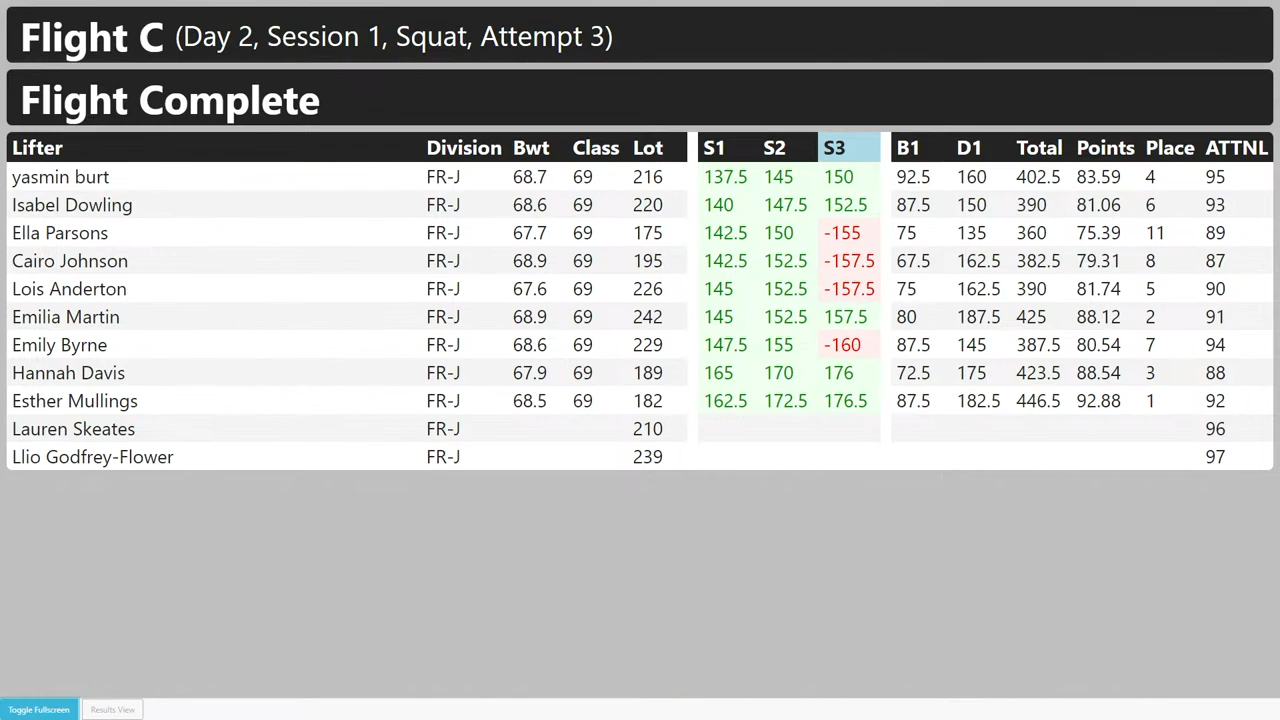 Flight C (Day 2, Session 1, Squat, Attempt 3)
Flight Complete
Lifter Division Bwt Class Lot S1 S2 S3 B1 D1 Total Points Place ATTNL
yasmin burt FR-J 68.7 69 216 137.5 145 150 92.5 160 402.5 83.59 4 95
Isabel Dowling FR-J 68.6 69 220 140 147.5 152.5 87.5 150 390 81.06 6 93
Ella Parsons FR-J 67.7 69 175 142.5 150 -155 75 135 360 75.39 11 89
Cairo Johnson FR-J 68.9 69 195 142.5 152.5 -157.5 67.5 162.5 382.5 79.31 8 87
Lois Anderton FR-J 67.6 69 226 145 152.5 -157.5 75 162.5 390 81.74 5 90
Emilia Martin FR-J 68.9 69 242 145 152.5 157.5 80 187.5 425 88.12 2 91
Emily Byrne FR-J 68.6 69 229 147.5 155 -160 87.5 145 387.5 80.54 7 94
Hannah Davis FR-J 67.9 69 189 165 170 176 72.5 175 423.5 88.54 3 88
Esther Mullings FR-J 68.5 69 182 162.5 172.5 176.5 87.5 182.5 446.5 92.88 1 92
Lauren Skeates FR-J 210 96
Llio Godfrey-Flower FR-J 239 97
Toggle Fullscreen Results View